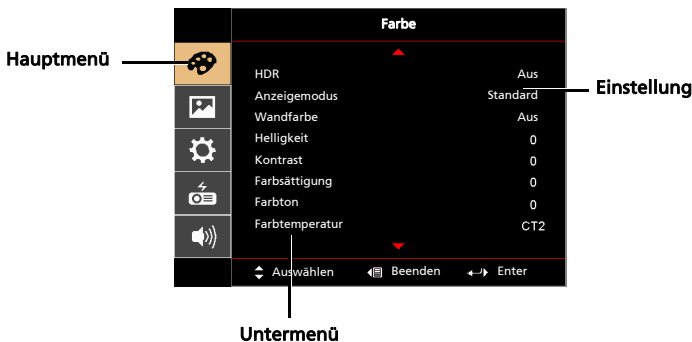 Farbe
Hauptmenü
HDR Aus
Anzeigemodus Standard
Einstellung
Wandfarbe Aus
Helligkeit 0
Kontrast 0
Farbsättigung 0
Farbton 0
Farbtemperatur CT2
Auswählen Beenden Enter
Untermenü